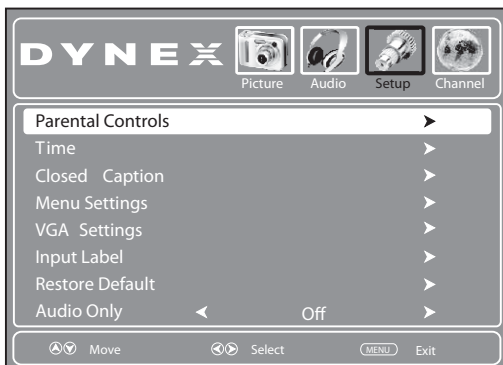 DYNEX
Picture Audio Setup Channel
Parental Controls
Time
Closed Caption
Menu Settings
VGA Settings
Input Label
Restore Default
Audio Only Off
Move Select MENU Exit